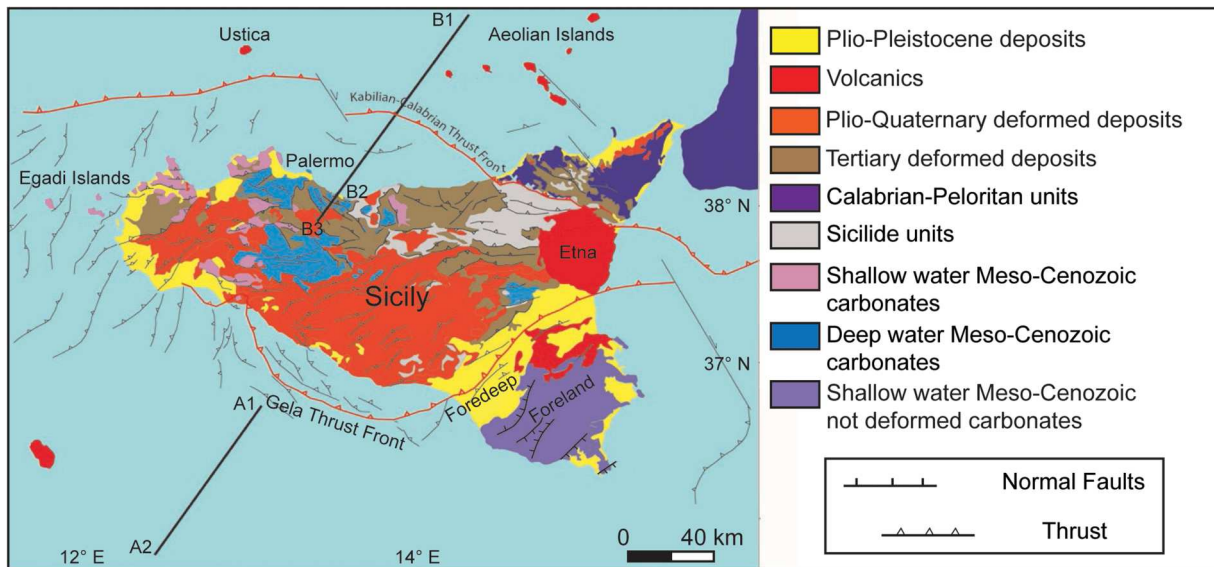 B1
Ustica
Aeolian Islands
Kabilian-Calabrian Thrust Front
Palermo
Egadi Islands
B2
38° N
B3
Etna
Sicily
37° N
Foredeep
Foreland
A1
Gela Thrust Front
A2
12° E
14° E
0 40 km
Plio-Pleistocene deposits
Volcanics
Plio-Quaternary deformed deposits
Tertiary deformed deposits
Calabrian-Peloritan units
Sicilide units
Shallow water Meso-Cenozoic
carbonates
Deep water Meso-Cenozoic
carbonates
Shallow water Meso-Cenozoic
not deformed carbonates
Normal Faults
Thrust